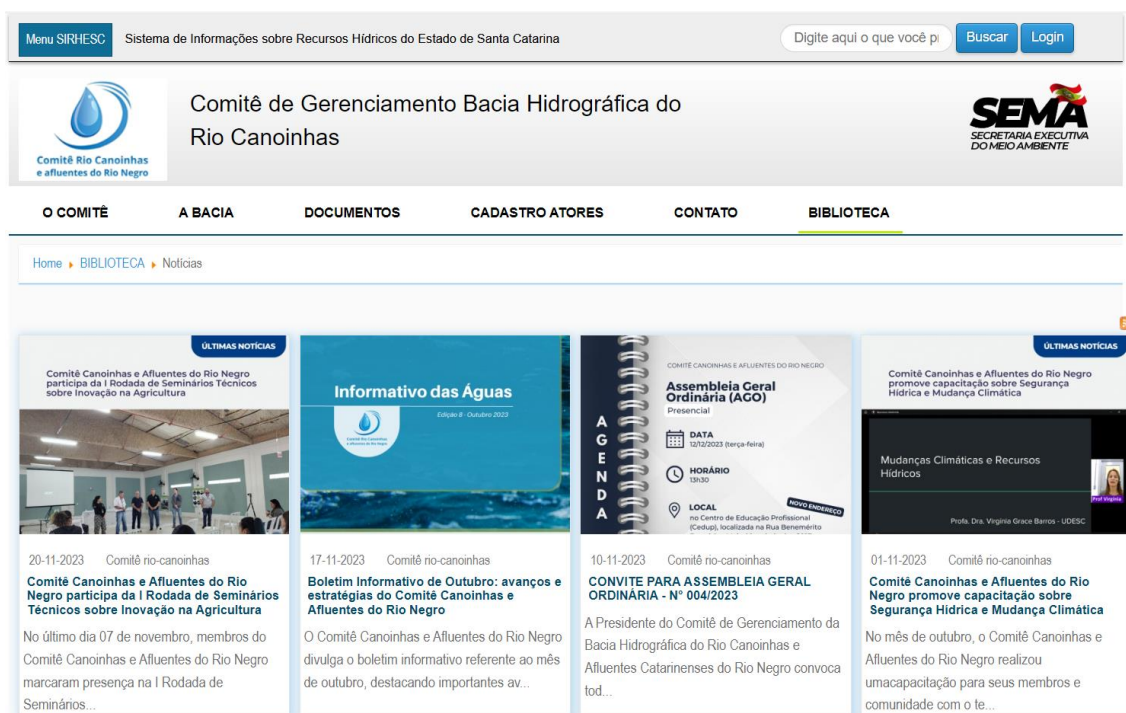 Menu SIRHESC
Sistema de Informações sobre Recursos Hídricos do Estado de Santa Catarina
Digite aqui o que você p
Buscar
Login
Comitê Rio Canoinhas
e afluentes do Rio Negro
Comitê de Gerenciamento Bacia Hidrográfica do
Rio Canoinhas
SEMA
SECRETARIA EXECUTIVA
DO MEIO AMBIENTE
O COMITÊ
A BACIA
DOCUMENTOS
CADASTRO ATORES
CONTATO
BIBLIOTECA
Home BIBLIOTECA Notícias
ÚLTIMAS NOTÍCIAS
Comitê Canoinhas e Afluentes do Rio Negro
participa da I Rodada de Seminários Técnicos
sobre Inovação na Agricultura
20-11-2023 Comitê rio-canoinhas
Comitê Canoinhas e Afluentes do Rio
Negro participa da I Rodada de Seminários
Técnicos sobre Inovação na Agricultura
No último dia 07 de novembro, membros do
Comitê Canoinhas e Afluentes do Rio Negro
marcaram presença na I Rodada de
Seminários...
Informativo das Águas
Edição 8 - Outubro 2023
17-11-2023 Comitê rio-canoinhas
Boletim Informativo de Outubro: avanços e
estratégias do Comitê Canoinhas e
Afluentes do Rio Negro
O Comitê Canoinhas e Afluentes do Rio Negro
divulga o boletim informativo referente ao mês
de outubro, destacando importantes av...
AGENDA
COMITÊ CANOINHAS E AFLUENTES DO RIO NEGRO
Assembleia Geral
Ordinária (AGO)
Presencial
DATA
12/12/2023 (terça-feira)
HORÁRIO
13h30
NOVO ENDEREÇO
LOCAL
no Centro de Educação Profissional
(Cedup), localizada na Rua Benemérito
10-11-2023 Comitê rio-canoinhas
CONVITE PARA ASSEMBLEIA GERAL
ORDINÁRIA - N° 004/2023
A Presidente do Comitê de Gerenciamento da
Bacia Hidrográfica do Rio Canoinhas e
Afluentes Catarinenses do Rio Negro convoca
tod...
ÚLTIMAS NOTÍCIAS
Comitê Canoinhas e Afluentes do Rio Negro
promove capacitação sobre Segurança
Hídrica e Mudança Climática
Mudanças Climáticas e Recursos
Hídricos
Prof Virginia
Profa. Dra. Virginia Grace Barros - UDESC
01-11-2023 Comitê rio-canoinhas
Comitê Canoinhas e Afluentes do Rio
Negro promove capacitação sobre
Segurança Hídrica e Mudança Climática
No mês de outubro, o Comitê Canoinhas e
Afluentes do Rio Negro realizou
umacapacitação para seus membros e
comunidade com o te...